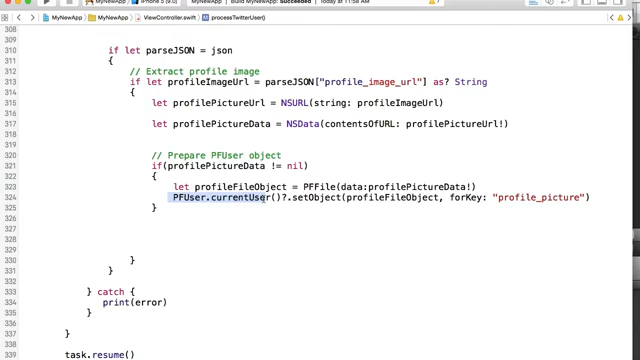 MyNewApp
iPhone 5 (9.0)
MyNewApp
Build MyNewApp: Succeeded
Today at 11:58 AM
MyNewApp
MyNewApp
ViewController.swift
processTwitterUser()
308
309
310 if let parseJSON = json
311 {
312 // Extract profile image
313 if let profileImageUrl = parseJSON["profile_image_url"] as? String
314 {
315 let profilePictureUrl = NSURL(string: profileImageUrl)
316
317 let profilePictureData = NSData(contentsOfURL: profilePictureUrl!)
318
319
320 // Prepare PFUser object
321 if(profilePictureData != nil)
322 {
323 let profileFileObject = PFFile(data:profilePictureData!)
324 PFUser.currentUser()?.setObject(profileFileObject, forKey: "profile_picture")
325 }
326
327
328
329
330 }
331 }
332
333 } catch {
334 print(error)
335 }
336
337 }
338
339 task.resume()